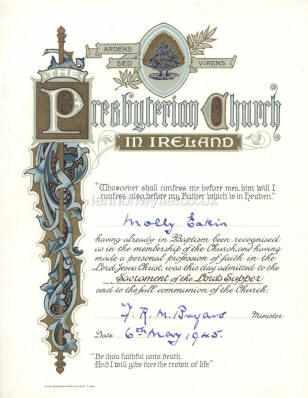 ARDENS
SED VIRENS
THE
Presbyterian Church
IN IRELAND
"Whosoever shall confess me before men, him will I
confess also before my Father which is in Heaven."
Molly Eakin
having already in Baptism been recognised
as in the membership of the Church, and having
made a personal profession of faith in the
Lord Jesus Christ, was this day admitted to the
Sacrament of the Lord's Supper
and to the full communion of the Church.
F. R. M. Bryars Minister
Date 6th May, 1945.
"Be thou faithful unto death,
And I will give thee the crown of life."